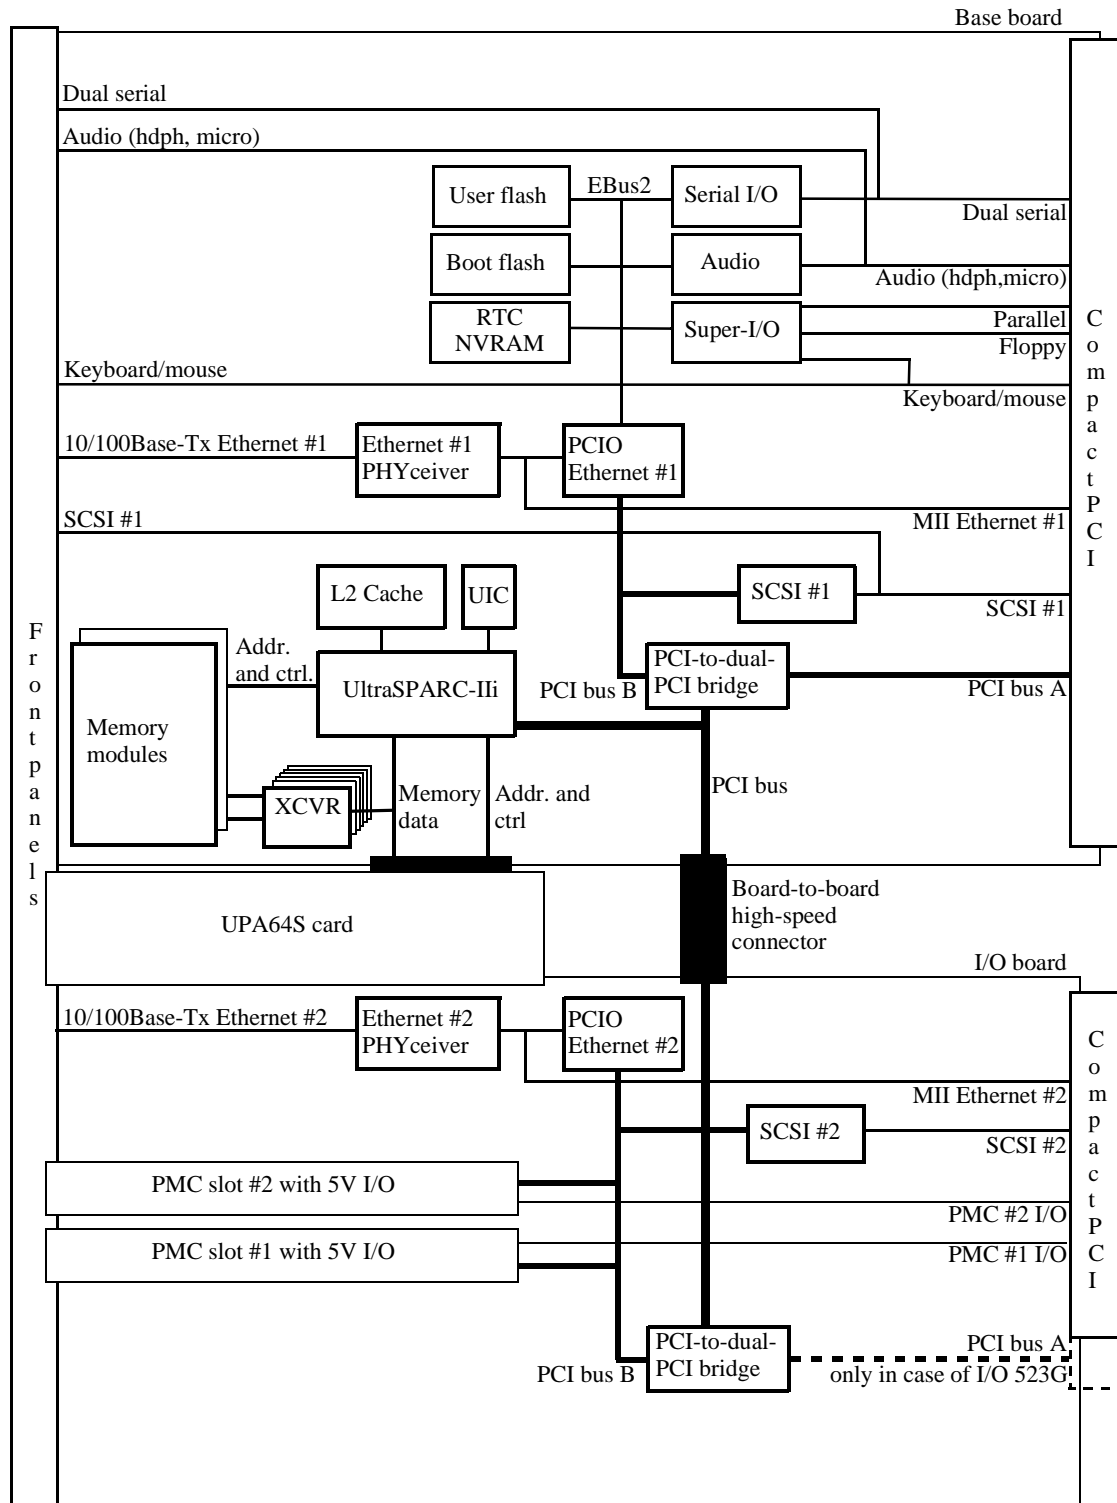 Base board
Dual serial
Audio (hdph, micro)
User flash
EBus2
Serial I/O
Dual serial
Boot flash
Audio
Audio (hdph,micro)
RTC
NVRAM
Super-I/O
Parallel
Floppy
Keyboard/mouse
Keyboard/mouse
CompactPCI
10/100Base-Tx Ethernet #1
Ethernet #1
PHYceiver
PCIO
Ethernet #1
MII Ethernet #1
SCSI #1
L2 Cache
UIC
SCSI #1
SCSI #1
Front panels
Addr.
and ctrl.
UltraSPARC-IIi
PCI bus B
PCI-to-dual-
PCI bridge
PCI bus A
Memory
modules
XCVR
Memory
data
Addr. and
ctrl
PCI bus
UPA64S card
Board-to-board
high-speed
connector
I/O board
10/100Base-Tx Ethernet #2
Ethernet #2
PHYceiver
PCIO
Ethernet #2
MII Ethernet #2
SCSI #2
SCSI #2
CompactPCI
PMC slot #2 with 5V I/O
PMC #2 I/O
PMC slot #1 with 5V I/O
PMC #1 I/O
PCI bus B
PCI-to-dual-
PCI bridge
PCI bus A
only in case of I/O 523G